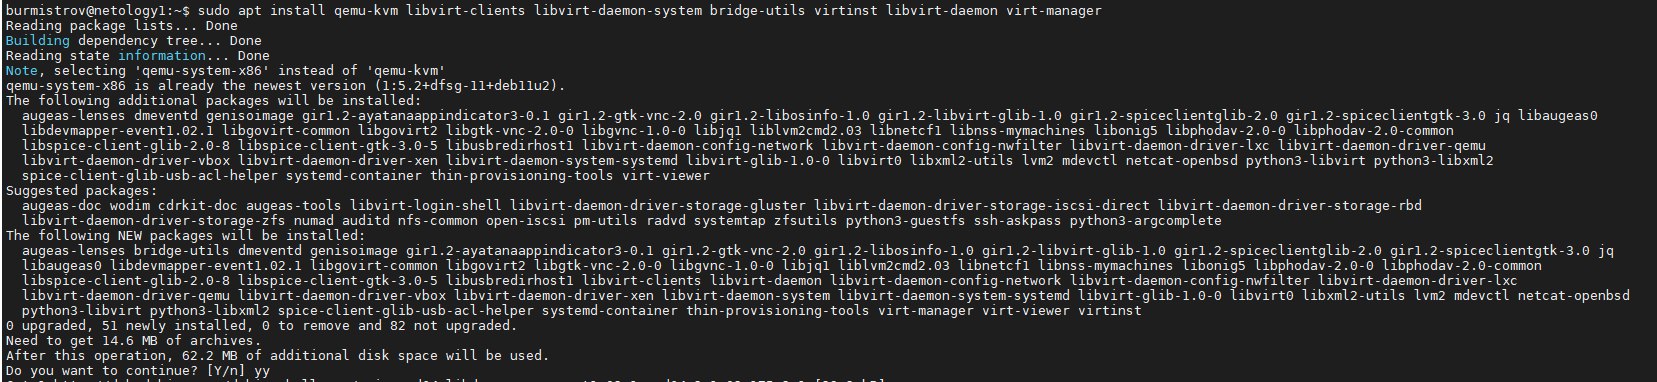 burmistrov@netology1:~$ sudo apt install qemu-kvm libvirt-clients libvirt-daemon-system bridge-utils virtinst libvirt-daemon virt-manager
Reading package lists... Done
Building dependency tree... Done
Reading state information... Done
Note, selecting 'qemu-system-x86' instead of 'qemu-kvm'
qemu-system-x86 is already the newest version (1:5.2+dfsg-11+deb11u2).
The following additional packages will be installed:
augeas-lenses dmeventd genisoimage gir1.2-ayatanaappindicator3-0.1 gir1.2-gtk-vnc-2.0 gir1.2-libosinfo-1.0 gir1.2-libvirt-glib-1.0 gir1.2-spiceclientglib-2.0 gir1.2-spiceclientgtk-3.0 jq libaugeas0
libdevmapper-event1.02.1 libgovirt-common libgovirt2 libgtk-vnc-2.0-0 libgvnc-1.0-0 libjq1 liblvm2cmd2.03 libnetcf1 libnss-mymachines libonig5 libphodav-2.0-0 libphodav-2.0-common
libspice-client-glib-2.0-8 libspice-client-gtk-3.0-5 libusbredirhost1 libvirt-daemon-config-network libvirt-daemon-config-nwfilter libvirt-daemon-driver-lxc libvirt-daemon-driver-qemu
libvirt-daemon-driver-vbox libvirt-daemon-driver-xen libvirt-daemon-system-systemd libvirt-glib-1.0-0 libvirt0 libxml2-utils lvm2 mdevctl netcat-openbsd python3-libvirt python3-libxml2
spice-client-glib-usb-acl-helper systemd-container thin-provisioning-tools virt-viewer
Suggested packages:
augeas-doc wodim cdrkit-doc augeas-tools libvirt-login-shell libvirt-daemon-driver-storage-gluster libvirt-daemon-driver-storage-iscsi-direct libvirt-daemon-driver-storage-rbd
libvirt-daemon-driver-storage-zfs numad auditd nfs-common open-iscsi pm-utils radvd systemtap zfsutils python3-guestfs ssh-askpass python3-argcomplete
The following NEW packages will be installed:
augeas-lenses bridge-utils dmeventd genisoimage gir1.2-ayatanaappindicator3-0.1 gir1.2-gtk-vnc-2.0 gir1.2-libosinfo-1.0 gir1.2-libvirt-glib-1.0 gir1.2-spiceclientglib-2.0 gir1.2-spiceclientgtk-3.0 jq
libaugeas0 libdevmapper-event1.02.1 libgovirt-common libgovirt2 libgtk-vnc-2.0-0 libgvnc-1.0-0 libjq1 liblvm2cmd2.03 libnetcf1 libnss-mymachines libonig5 libphodav-2.0-0 libphodav-2.0-common
libspice-client-glib-2.0-8 libspice-client-gtk-3.0-5 libusbredirhost1 libvirt-clients libvirt-daemon libvirt-daemon-config-network libvirt-daemon-config-nwfilter libvirt-daemon-driver-lxc
libvirt-daemon-driver-qemu libvirt-daemon-driver-vbox libvirt-daemon-driver-xen libvirt-daemon-system libvirt-daemon-system-systemd libvirt-glib-1.0-0 libvirt0 libxml2-utils lvm2 mdevctl netcat-openbsd
python3-libvirt python3-libxml2 spice-client-glib-usb-acl-helper systemd-container thin-provisioning-tools virt-manager virt-viewer virtinst
0 upgraded, 51 newly installed, 0 to remove and 82 not upgraded.
Need to get 14.6 MB of archives.
After this operation, 62.2 MB of additional disk space will be used.
Do you want to continue? [Y/n] yy